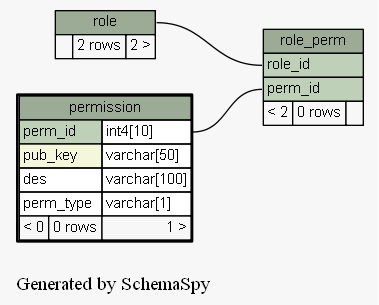 role
2 rows 2 >
role_perm
role_id
perm_id
< 2 0 rows
permission
perm_id int4[10]
pub_key varchar[50]
des varchar[100]
perm_type varchar[1]
< 0 0 rows 1 >
Generated by SchemaSpy